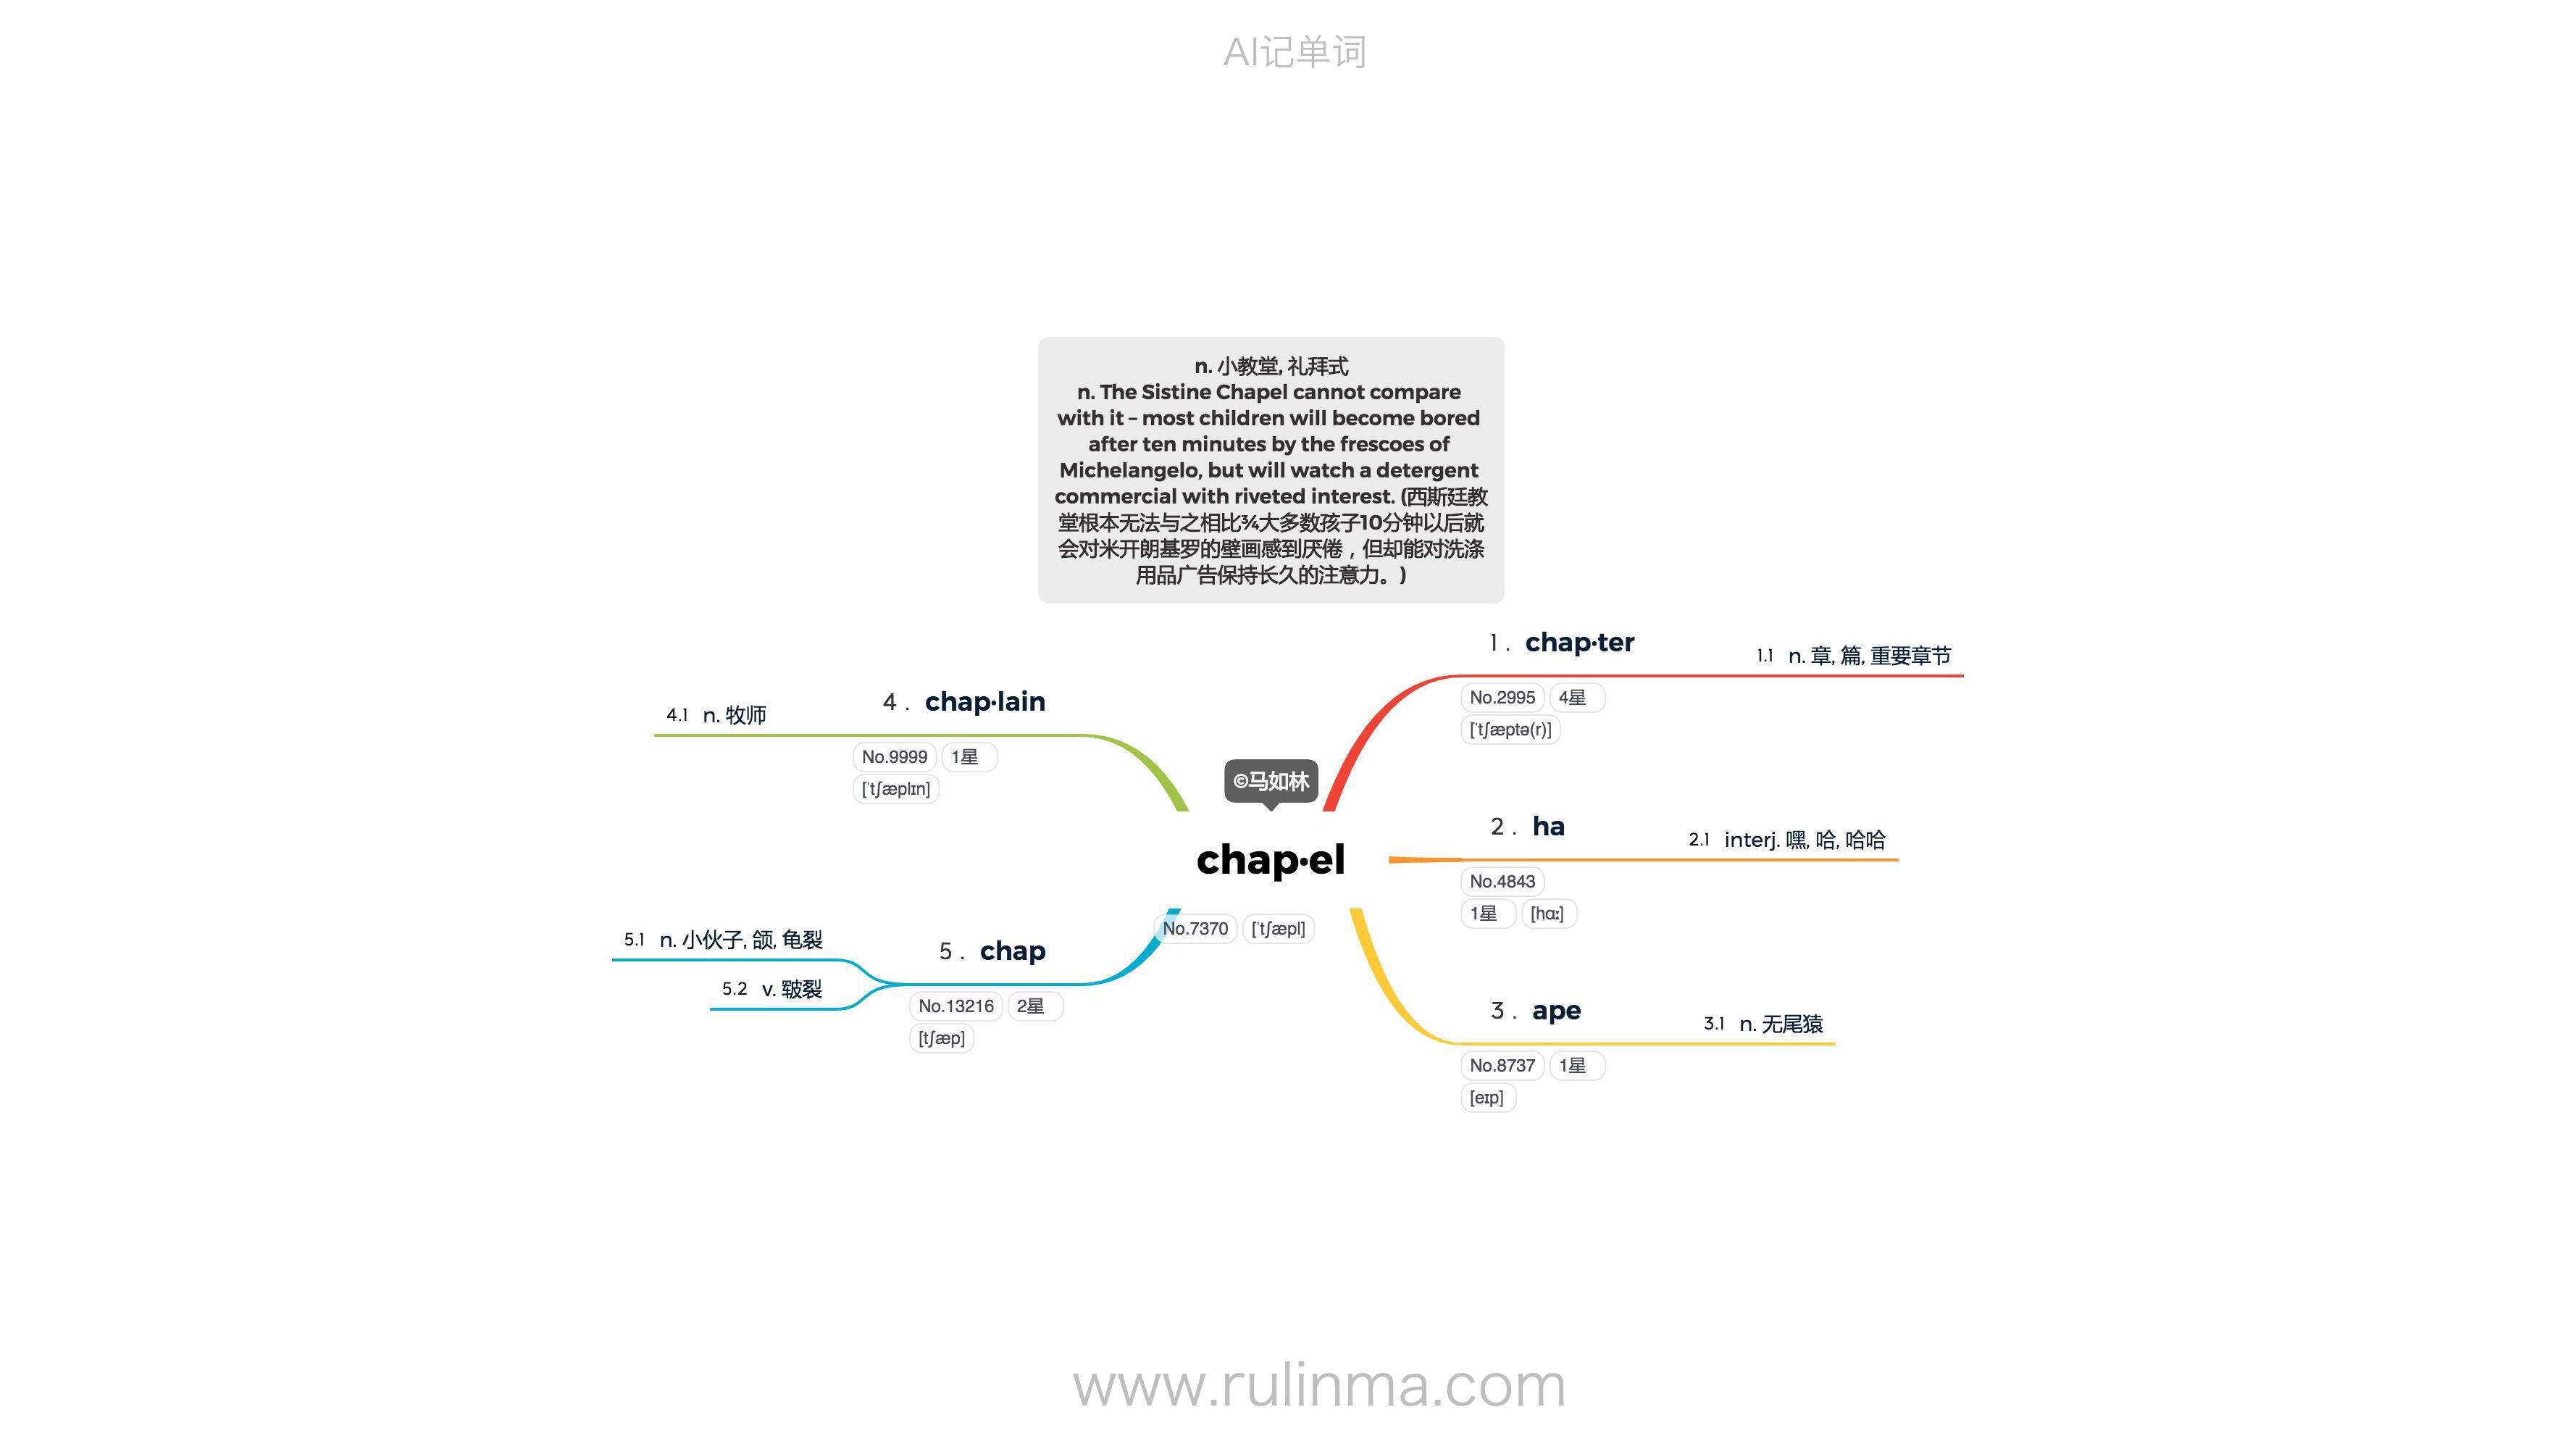 AI记单词
n. 小教堂, 礼拜式
n. The Sistine Chapel cannot compare
with it – most children will become bored
after ten minutes by the frescoes of
Michelangelo, but will watch a detergent
commercial with riveted interest. (西斯廷教
堂根本无法与之相比¾大多数孩子10分钟以后就
会对米开朗基罗的壁画感到厌倦，但却能对洗涤
用品广告保持长久的注意力。)
©马如林
chap•el
No.7370 [ˈtʃæpl]
1 . chap•ter
No.2995 4星
[ˈtʃæptə(r)]
1.1 n. 章, 篇, 重要章节
2 . ha
No.4843
1星 [hɑː]
2.1 interj. 嘿, 哈, 哈哈
3 . ape
No.8737 1星
[eɪp]
3.1 n. 无尾猿
4 . chap•lain
No.9999 1星
[ˈtʃæplɪn]
4.1 n. 牧师
5 . chap
No.13216 2星
[tʃæp]
5.1 n. 小伙子, 颌, 龟裂
5.2 v. 皲裂
www.rulinma.com